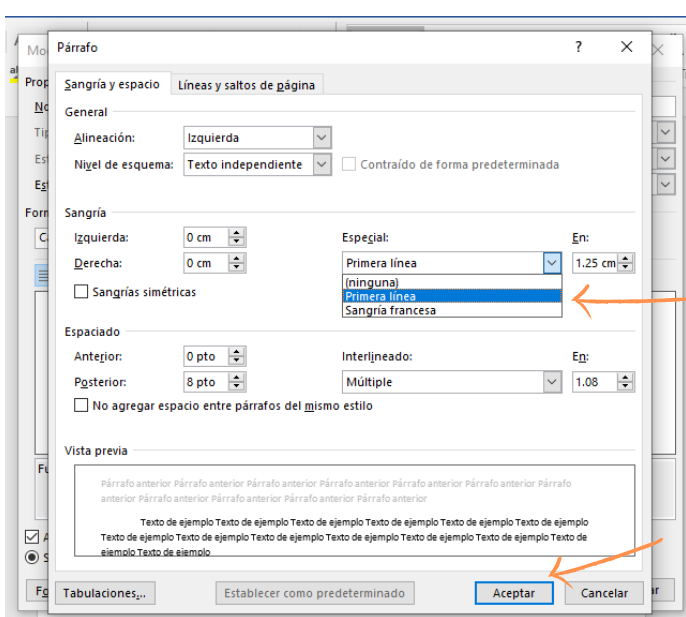 Párrafo ? X
Sangría y espacio Líneas y saltos de página
General
Alineación: Izquierda
Nivel de esquema: Texto independiente Contraído de forma predeterminada
Sangría
Izquierda: 0 cm Especial: En:
Derecha: 0 cm Primera línea 1.25 cm
(ninguna)
Sangrías simétricas Primera línea
Sangría francesa
Espaciado
Anterior: 0 pto Interlineado: En:
Posterior: 8 pto Múltiple 1.08
No agregar espacio entre párrafos del mismo estilo
Vista previa
Párrafo anterior Párrafo anterior Párrafo anterior Párrafo anterior Párrafo anterior Párrafo anterior Párrafo
anterior Párrafo anterior Párrafo anterior Párrafo anterior Párrafo anterior
Texto de ejemplo Texto de ejemplo Texto de ejemplo Texto de ejemplo Texto de ejemplo Texto de ejemplo
Texto de ejemplo Texto de ejemplo Texto de ejemplo Texto de ejemplo Texto de ejemplo Texto de ejemplo Texto de
ejemplo Texto de ejemplo
Tabulaciones... Establecer como predeterminado Aceptar Cancelar